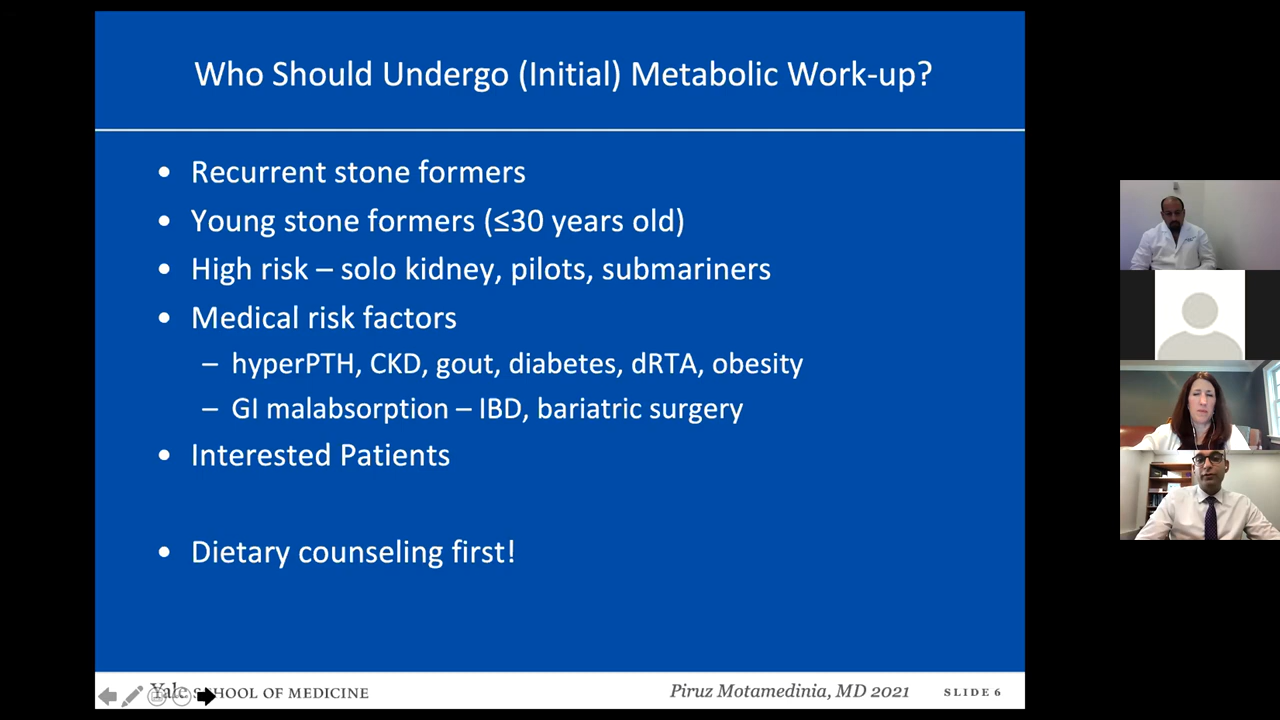 Who Should Undergo (Initial) Metabolic Work-up?
• Recurrent stone formers
• Young stone formers (≤30 years old)
• High risk – solo kidney, pilots, submariners
• Medical risk factors
– hyperPTH, CKD, gout, diabetes, dRTA, obesity
– GI malabsorption – IBD, bariatric surgery
• Interested Patients
• Dietary counseling first!
Yale SCHOOL OF MEDICINE
Piruz Motamedinia, MD 2021
SLIDE 6